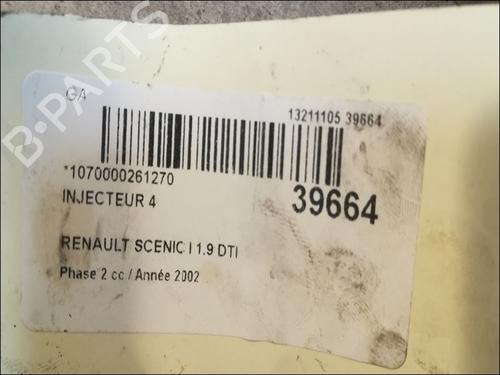 B-PARTS
GA
13211105 39664
*1070000261270
INJECTEUR 4
39664
RENAULT SCENIC I 1.9 DTI
Phase 2 cc / Année 2002